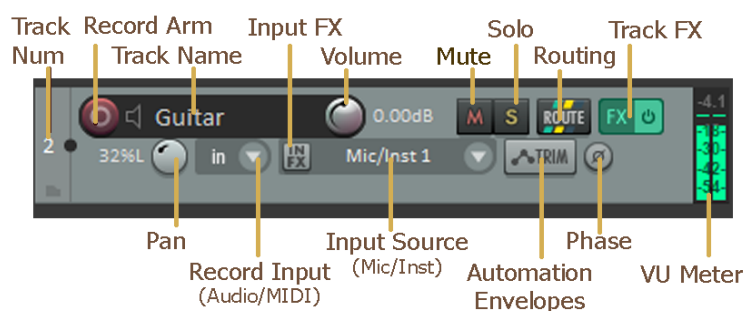 Track Record Arm Input FX Solo Track FX
Num Track Name Volume Mute Routing
Guitar 0.00dB M S ROUTE FX -4.1
2 -18-
32%L in IN FX Mic/Inst 1 TRIM Ø -30-
-42-
-54-
Pan Input Source Phase
Record Input (Mic/Inst) Automation VU Meter
(Audio/MIDI) Envelopes